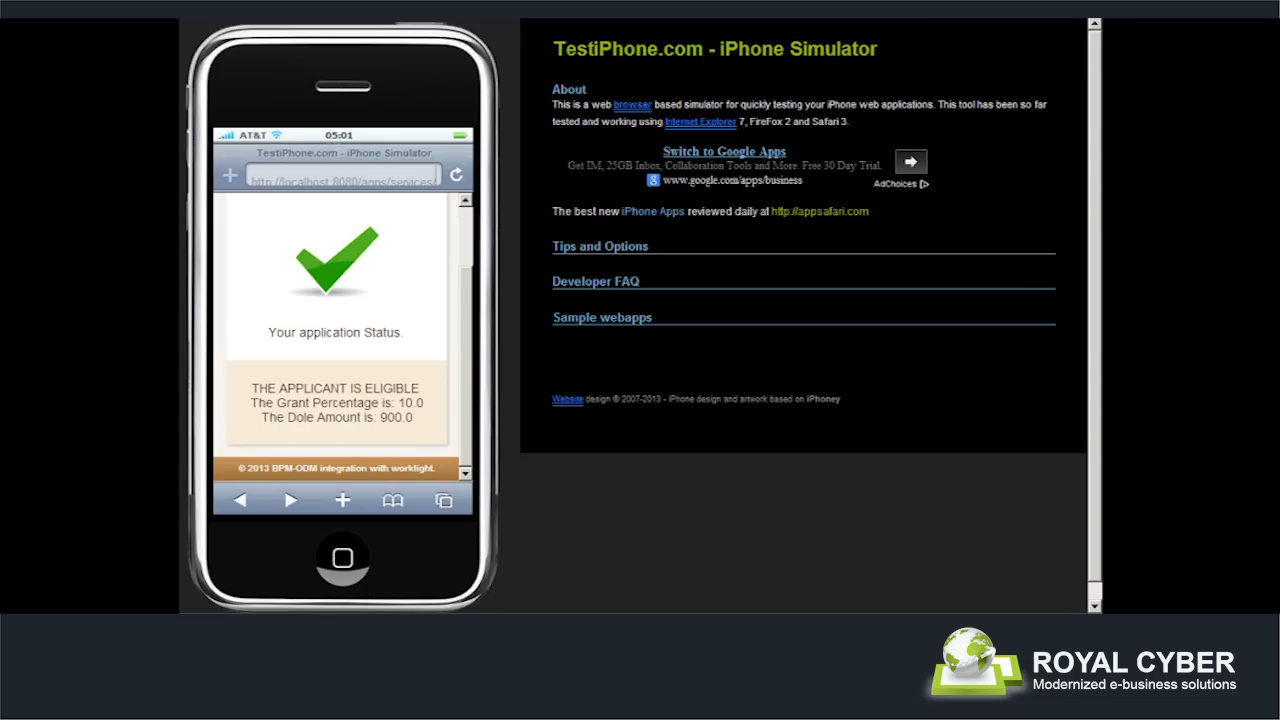 AT&T
05:01
TestiPhone.com - iPhone Simulator
http://localhost:8080/apps/services/
Your application Status.
THE APPLICANT IS ELIGIBLE
The Grant Percentage is: 10.0
The Dole Amount is: 900.0
© 2013 BPM-ODM integration with worklight.
TestiPhone.com - iPhone Simulator
About
This is a web browser based simulator for quickly testing your iPhone web applications. This tool has been so far
tested and working using Internet Explorer 7, FireFox 2 and Safari 3.
Switch to Google Apps
Get IM, 25GB Inbox, Collaboration Tools and More. Free 30 Day Trial.
8 www.google.com/apps/business
AdChoices
The best new iPhone Apps reviewed daily at http://appsafari.com
Tips and Options
Developer FAQ
Sample webapps
Website design © 2007-2013 - iPhone design and artwork based on iPhoney
ROYAL CYBER
Modernized e-business solutions